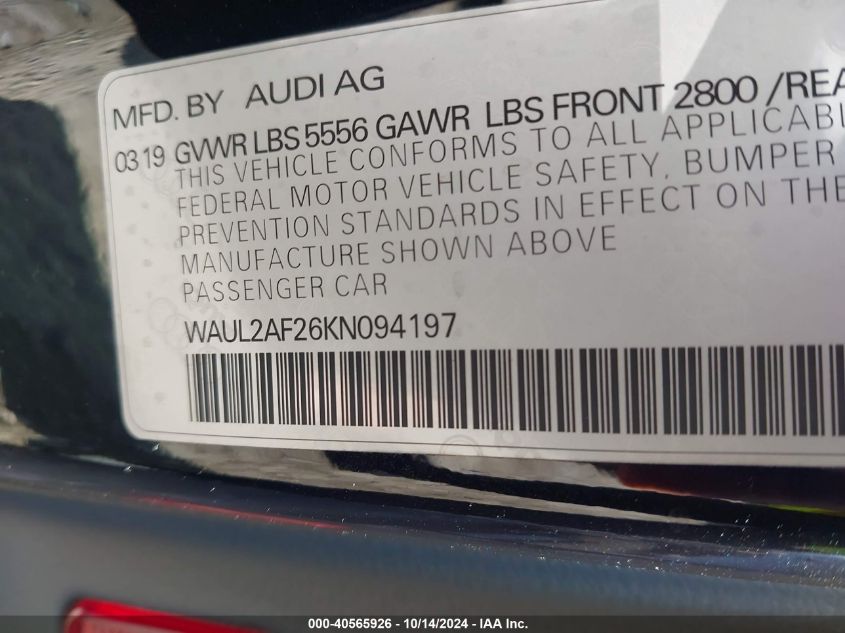 MFD. BY AUDI AG
0319 GVWR LBS 5556 GAWR LBS FRONT 2800 /REA
THIS VEHICLE CONFORMS TO ALL APPLICABL
FEDERAL MOTOR VEHICLE SAFETY, BUMPER
PREVENTION STANDARDS IN EFFECT ON THE
MANUFACTURE SHOWN ABOVE
PASSENGER CAR
WAUL2AF26KN094197
000-40565926 - 10/14/2024 - IAA Inc.